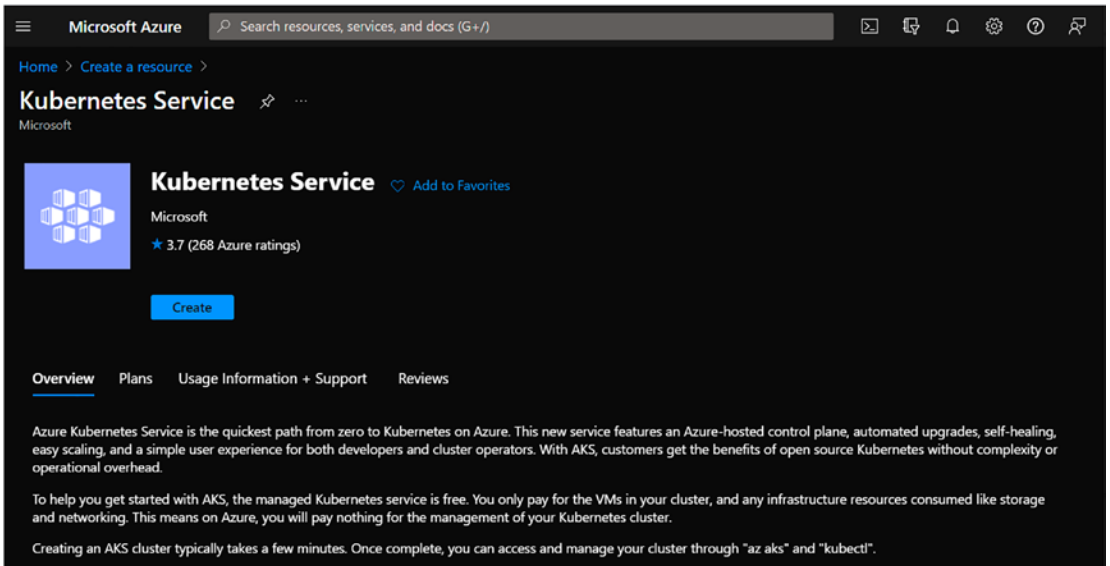 Microsoft Azure
Search resources, services, and docs (G+/)
Home > Create a resource >
Kubernetes Service
Microsoft
Kubernetes Service
Add to Favorites
Microsoft
3.7 (268 Azure ratings)
Create
Overview Plans Usage Information + Support Reviews
Azure Kubernetes Service is the quickest path from zero to Kubernetes on Azure. This new service features an Azure-hosted control plane, automated upgrades, self-healing,
easy scaling, and a simple user experience for both developers and cluster operators. With AKS, customers get the benefits of open source Kubernetes without complexity or
operational overhead.
To help you get started with AKS, the managed Kubernetes service is free. You only pay for the VMs in your cluster, and any infrastructure resources consumed like storage
and networking. This means on Azure, you will pay nothing for the management of your Kubernetes cluster.
Creating an AKS cluster typically takes a few minutes. Once complete, you can access and manage your cluster through "az aks" and "kubectl".